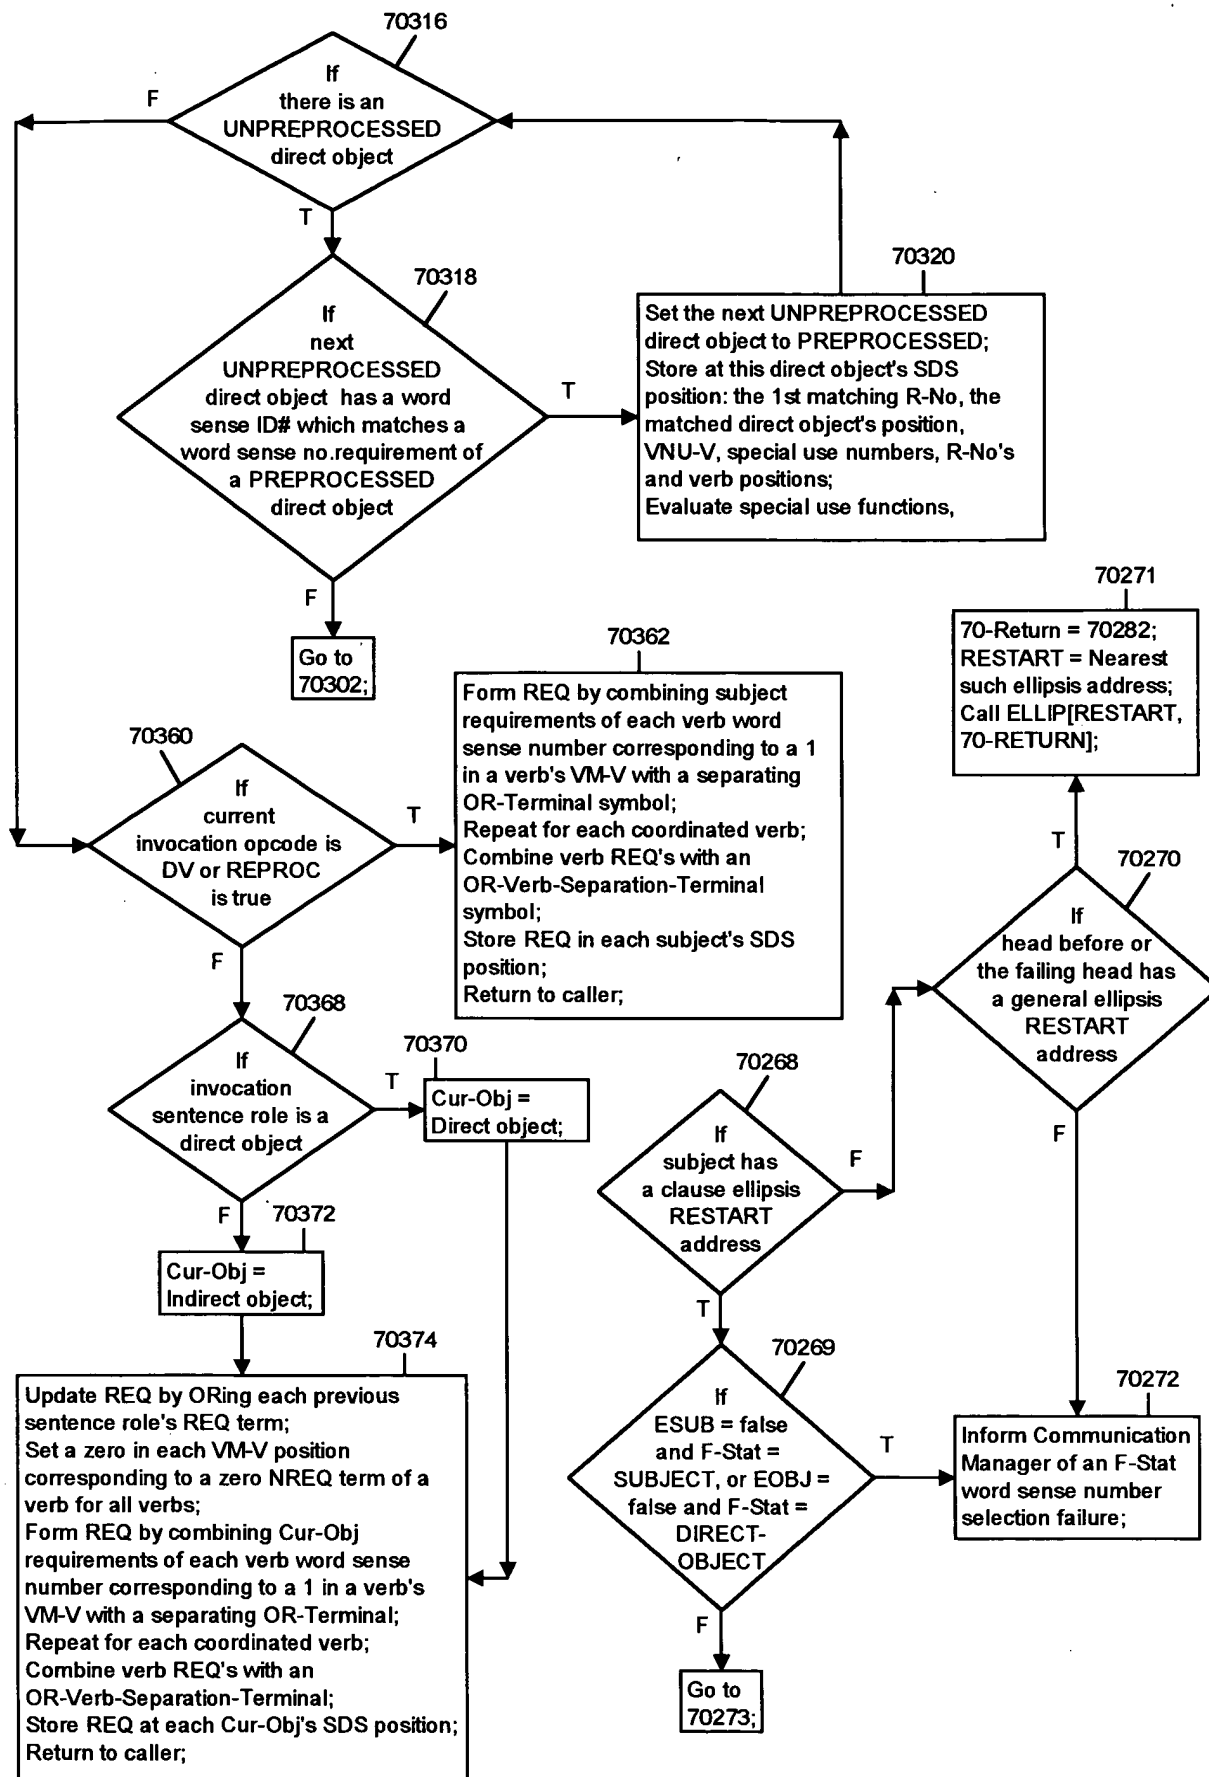 70316
If
there is an
UNPREPROCESSED
direct object
F
T
70318
If
next
UNPREPROCESSED
direct object has a word
sense ID# which matches a
word sense no.requirement of
a PREPROCESSED
direct object
T
F
70320
Set the next UNPREPROCESSED
direct object to PREPROCESSED;
Store at this direct object's SDS
position: the 1st matching R-No, the
matched direct object's position,
VNU-V, special use numbers, R-No's
and verb positions;
Evaluate special use functions,
Go to
70302;
70360
If
current
invocation opcode is
DV or REPROC
is true
T
F
70362
Form REQ by combining subject
requirements of each verb word
sense number corresponding to a 1
in a verb's VM-V with a separating
OR-Terminal symbol;
Repeat for each coordinated verb;
Combine verb REQ's with an
OR-Verb-Separation-Terminal
symbol;
Store REQ in each subject's SDS
position;
Return to caller;
70368
If
invocation
sentence role is a
direct object
T
F
70370
Cur-Obj =
Direct object;
70372
Cur-Obj =
Indirect object;
70374
Update REQ by ORing each previous
sentence role's REQ term;
Set a zero in each VM-V position
corresponding to a zero NREQ term of a
verb for all verbs;
Form REQ by combining Cur-Obj
requirements of each verb word sense
number corresponding to a 1 in a verb's
VM-V with a separating OR-Terminal;
Repeat for each coordinated verb;
Combine verb REQ's with an
OR-Verb-Separation-Terminal;
Store REQ at each Cur-Obj's SDS position;
Return to caller;
70271
70-Return = 70282;
RESTART = Nearest
such ellipsis address;
Call ELLIP[RESTART,
70-RETURN];
T
70270
If
head before or
the failing head has
a general ellipsis
RESTART
address
F
70268
If
subject has
a clause ellipsis
RESTART
address
F
T
70269
If
ESUB = false
and F-Stat =
SUBJECT, or EOBJ =
false and F-Stat =
DIRECT-
OBJECT
T
F
70272
Inform Communication
Manager of an F-Stat
word sense number
selection failure;
Go to
70273;